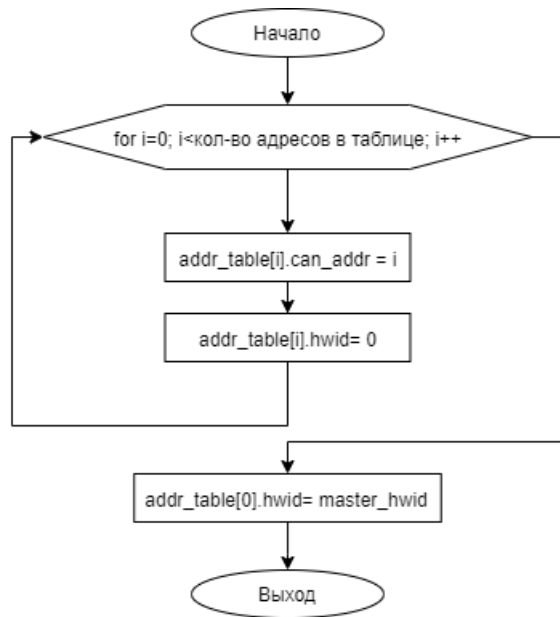 Начало
for i=0; i<кол-во адресов в таблице; i++
addr_table[i].can_addr = i
addr_table[i].hwid= 0
addr_table[0].hwid= master_hwid
Выход